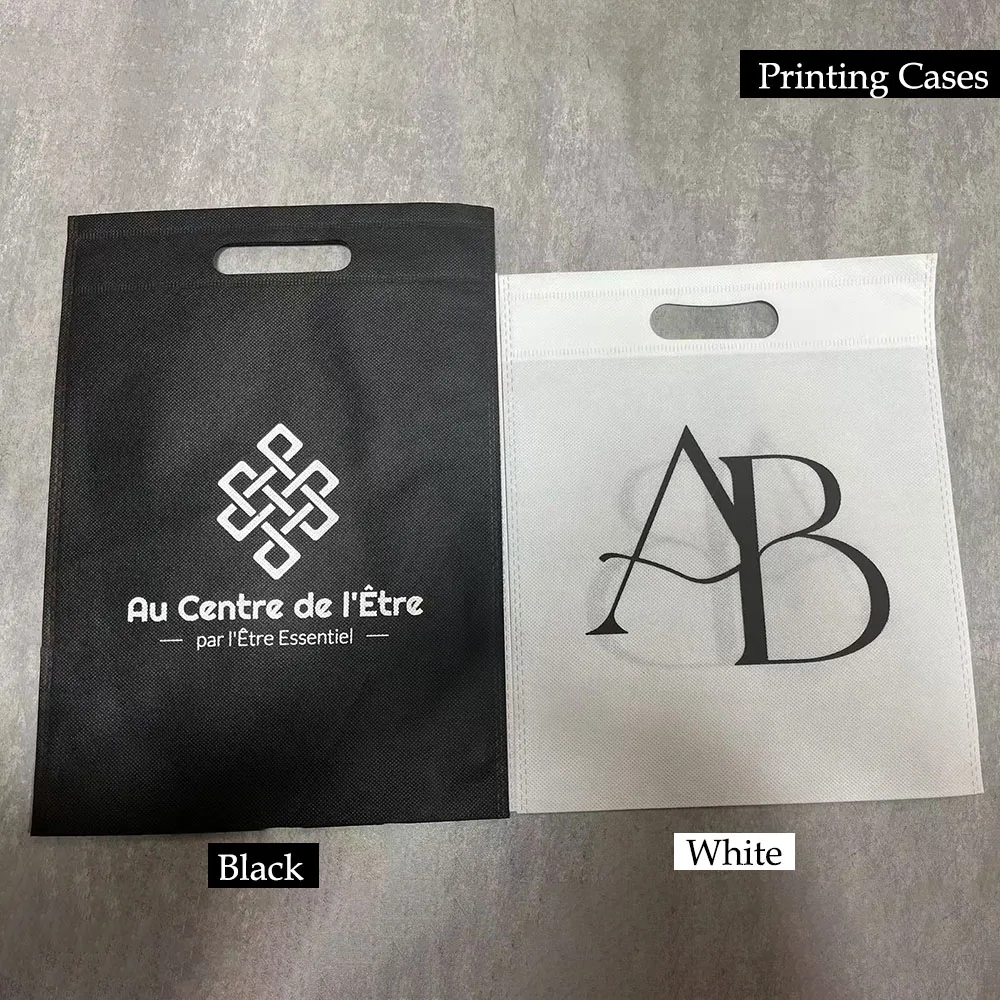 Printing Cases
Au Centre de l'Être
— par l'Être Essentiel —
AB
Black
White